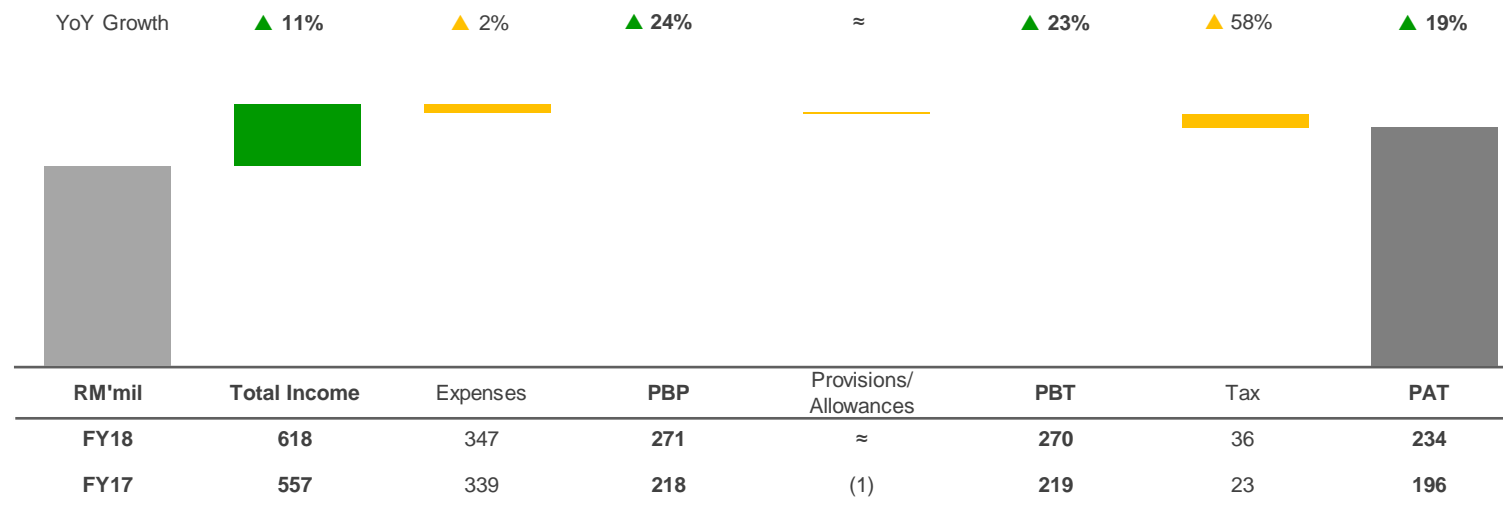 YoY Growth ▲ 11% ▲ 2% ▲ 24% ≈ ▲ 23% ▲ 58% ▲ 19%
RM'mil Total Income Expenses PBP Provisions/
Allowances PBT Tax PAT
FY18 618 347 271 ≈ 270 36 234
FY17 557 339 218 (1) 219 23 196